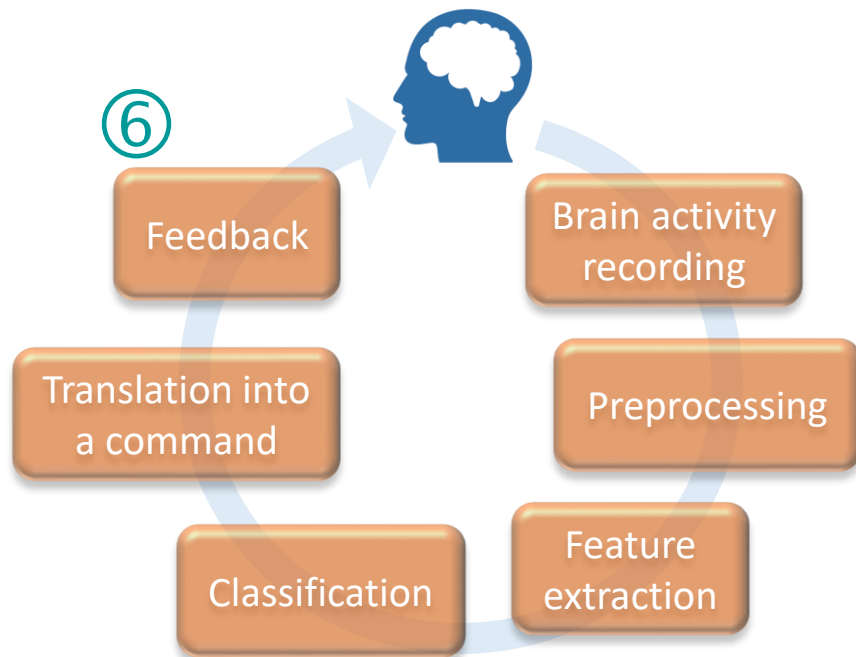 ⑥
Feedback
Brain activity
recording
Translation into
a command
Preprocessing
Classification
Feature
extraction